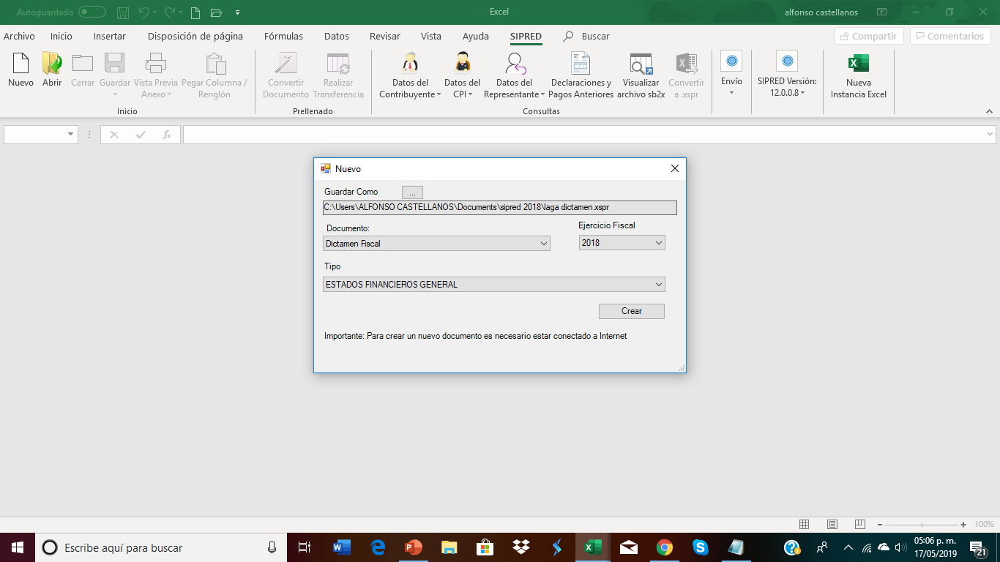 Autoguardado
Excel
alfonso castellanos
Archivo Inicio Insertar Disposición de página Fórmulas Datos Revisar Vista Ayuda SIPRED Buscar
Compartir Comentarios
Nuevo
Abrir
Cerrar
Guardar
Vista Previa
Anexo
Pegar Columna /
Renglón
Inicio
Convertir
Documento
Realizar
Transferencia
Prellenado
Datos del
Contribuyente
Datos del
CPI
Datos del
Representante
Declaraciones y
Pagos Anteriores
Visualizar
archivo sb2x
Convertir
a .xspr
Consultas
Envío
SIPRED Versión:
12.0.0.8
Nueva
Instancia Excel
fx
Nuevo
Guardar Como
...
C:\Users\ALFONSO CASTELLANOS\Documents\sipred 2018\laga dictamen.xspr
Documento:
Ejercicio Fiscal
Dictamen Fiscal
2018
Tipo
ESTADOS FINANCIEROS GENERAL
Crear
Importante: Para crear un nuevo documento es necesario estar conectado a Internet
100%
Escribe aquí para buscar
05:06 p. m.
17/05/2019
21